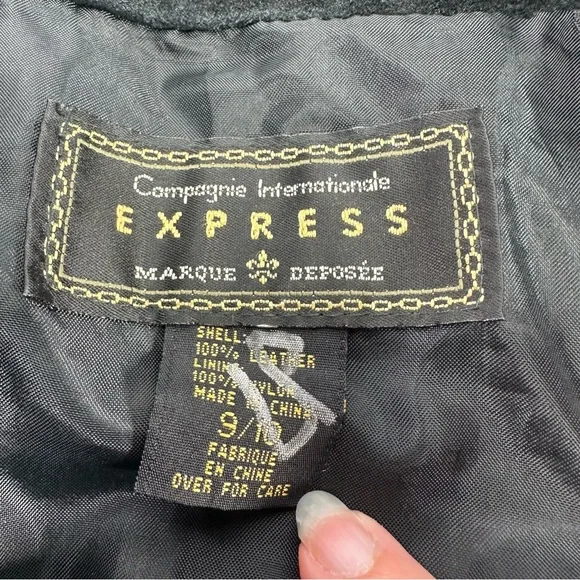 Compagnie Internationale
EXPRESS
MARQUE DEPOSÉE
SHELL:
100% LEATHER
LINING
100% NYLON
MADE IN CHINA
9/10
FABRIQUE
EN CHINE
OVER FOR CARE